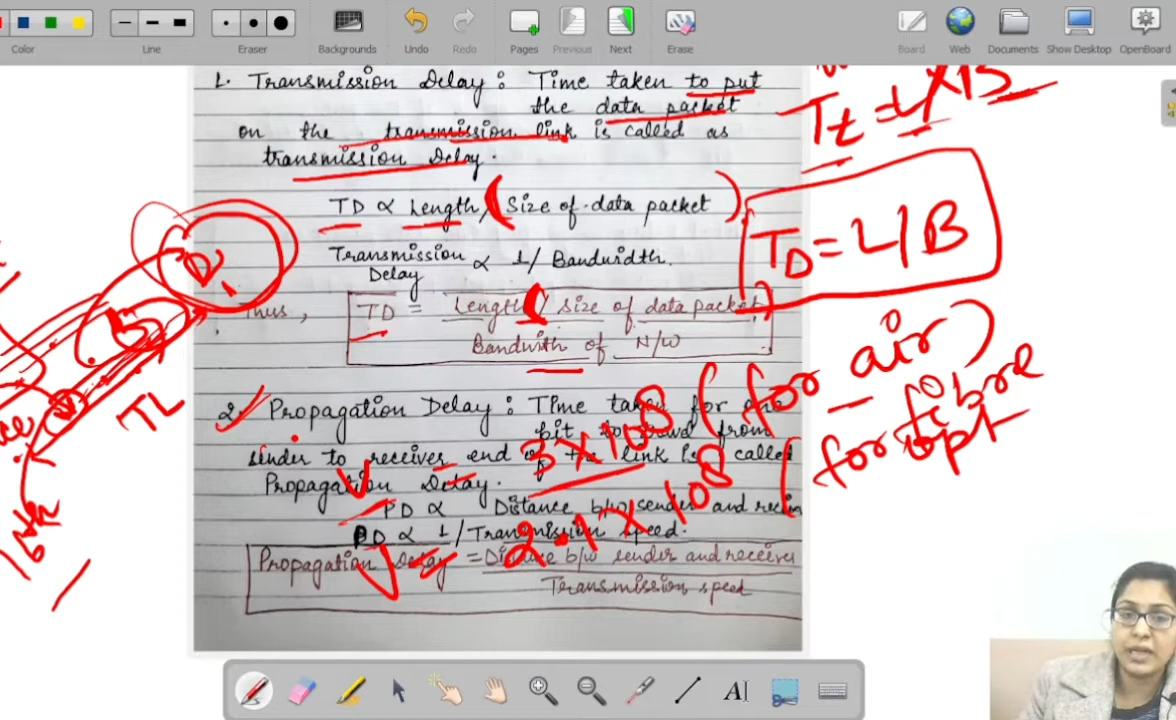 Color
Line
Eraser
Backgrounds
Undo
Redo
Pages
Previous
Next
Erase
Board
Web
Documents
Show Desktop
OpenBoard
1. Transmission Delay : Time taken to put
the data packet
on the transmission link is called as
transmission Delay.
TD ∝ Length/Size of data packet
Transmission Delay ∝ 1/ Bandwidth.
Thus, TD = Length/ Size of data packet
Bandwith of N/W
Tt = L/B
TD = L/B
2. Propagation Delay : Time taken for one
bit to travel from
sender to receiver end of the link is called
Propagation Delay.
PD ∝ Distance b/w sender and
PD ∝ 1/Transmission speed.
Propagation Delay = Distance b/w sender and receiver
Transmission speed
3×108 (for air)
2.1×108 (for opt fibre
D1
TL